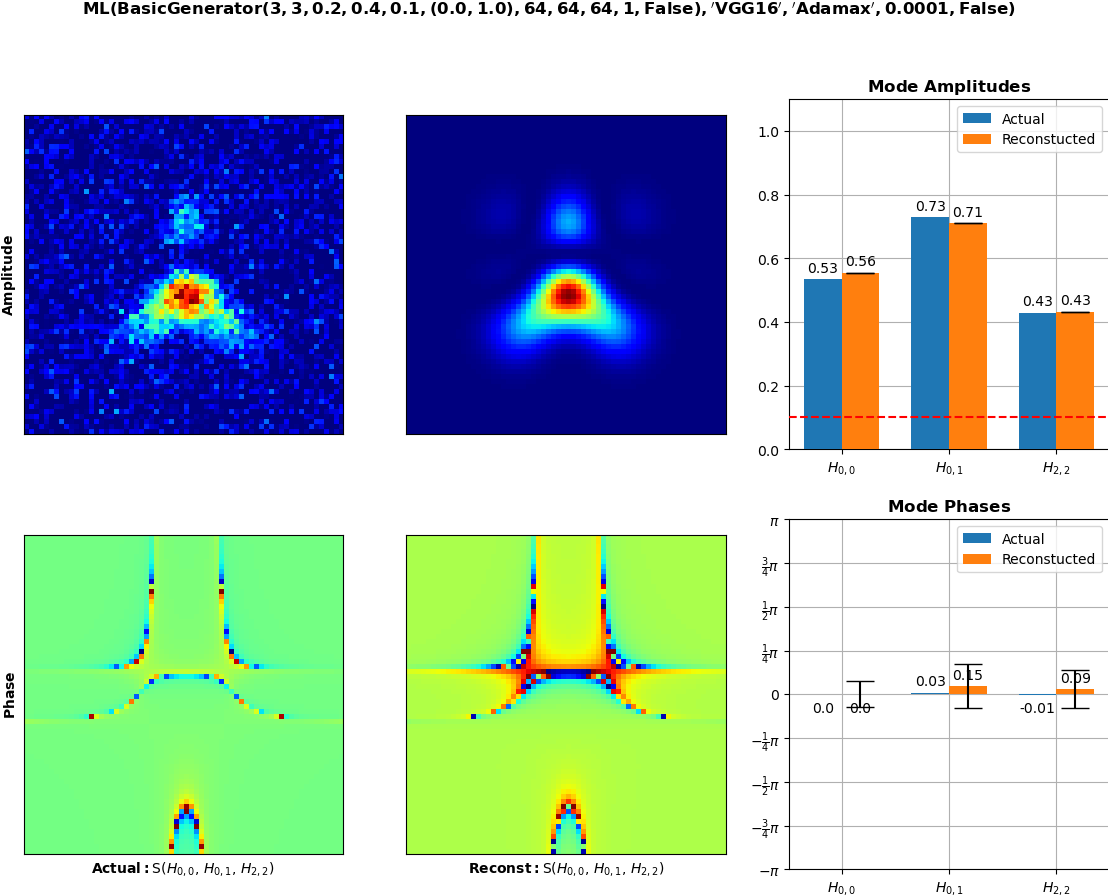 ML(BasicGenerator(3, 3, 0.2, 0.4, 0.1, (0.0, 1.0), 64, 64, 64, 1, False), ′VGG16′, ′Adamax′, 0.0001, False)
Mode Amplitudes
Amplitude
1.0
0.8
0.6
0.4
0.2
0.0
Actual
Reconstucted
0.53
0.56
0.73
0.71
0.43
0.43
H0,0
H0,1
H2,2
Mode Phases
Phase
π
3/4π
1/2π
1/4π
0
−1/4π
−1/2π
−3/4π
−π
Actual
Reconstucted
0.0
0.0
0.03
0.15
-0.01
0.09
H0,0
H0,1
H2,2
Actual: S(H0,0, H0,1, H2,2)
Reconst: S(H0,0, H0,1, H2,2)